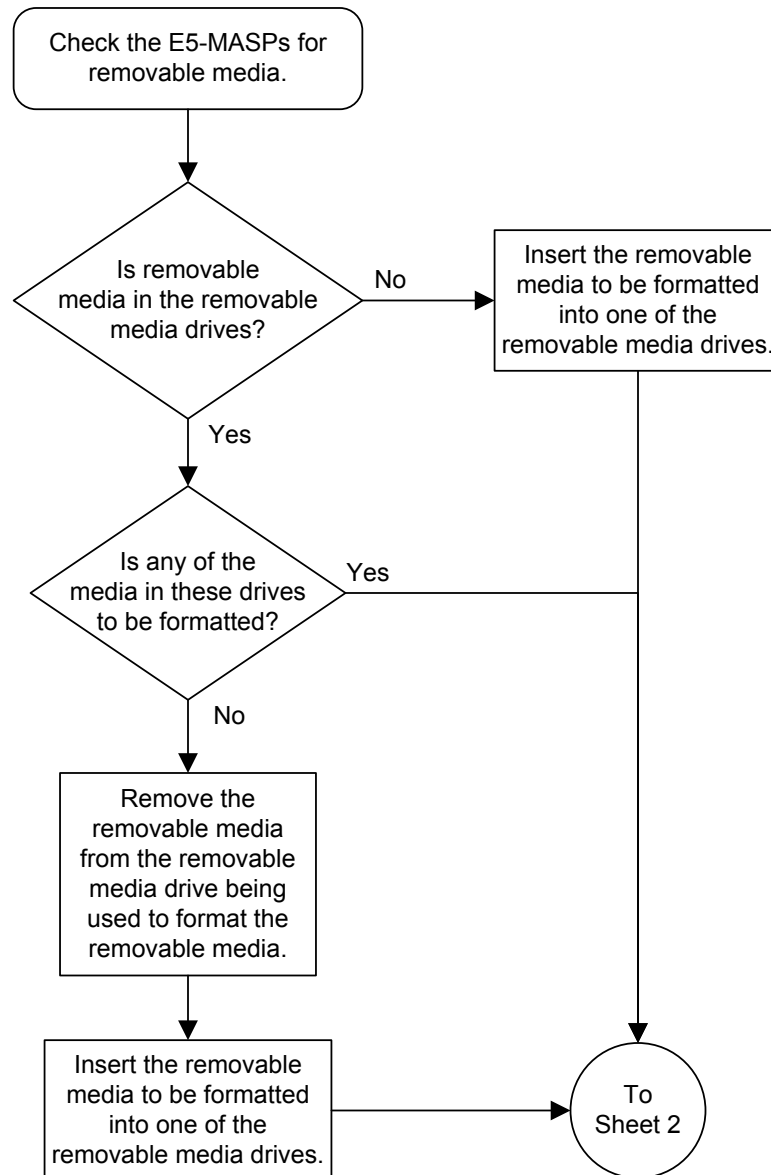 Check the E5-MASPs for
removable media.
Is removable
media in the removable
media drives?
No
Insert the removable
media to be formatted
into one of the
removable media drives.
Yes
Is any of the
media in these drives
to be formatted?
Yes
No
Remove the
removable media
from the removable
media drive being
used to format the
removable media.
Insert the removable
media to be formatted
into one of the
removable media drives.
To
Sheet 2